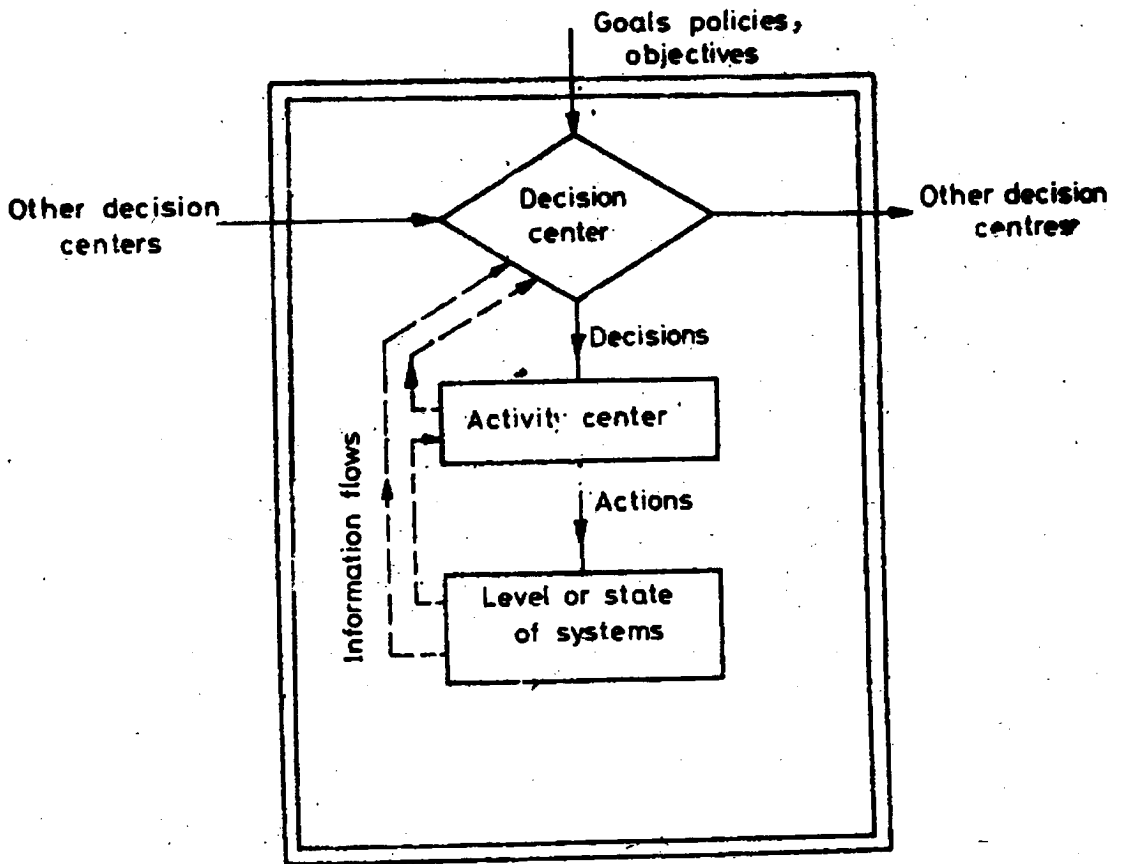 Goals policies,
objectives
Other decision
centers
Decision
center
Other decision
centres
Decisions
Activity center
Information flows
Actions
Level or state
of systems